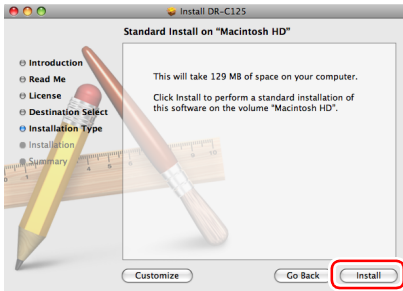 Install DR-C125
Standard Install on "Macintosh HD"
Introduction
Read Me
License
Destination Select
Installation Type
Installation
Summary
This will take 129 MB of space on your computer.
Click Install to perform a standard installation of
this software on the volume "Macintosh HD".
Customize
Go Back
Install